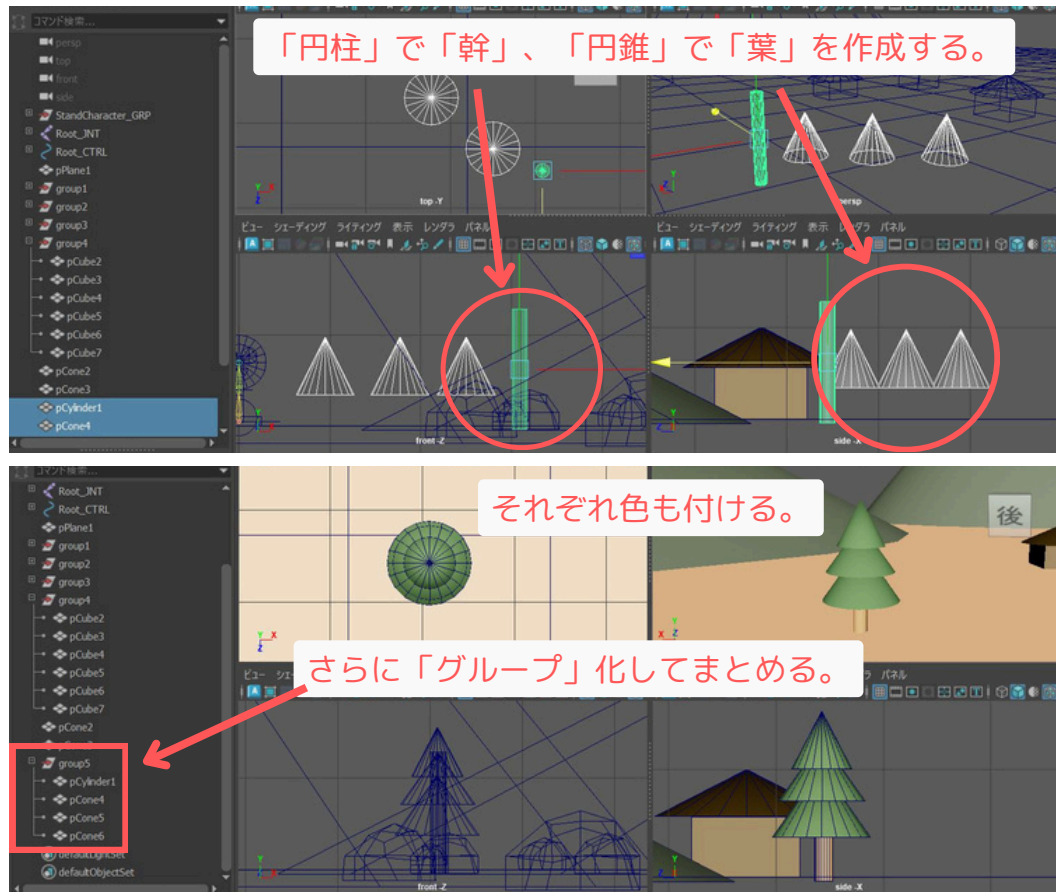 コマンド検索...
「円柱」で「幹」、「円錐」で「葉」を作成する。
persp
top
front
side
StandCharacter_GRP
Root_JNT
Root_CTRL
pPlane1
group1
group2
group3
group4
pCube2
pCube3
pCube4
pCube5
pCube6
pCube7
pCone2
pCone3
pCylinder1
pCone4
top -Y
persp
ビュー シェーディング ライティング 表示 レンダラ パネル
ビュー シェーディング ライティング 表示 レンダラ パネル
front -Z
side -X
コマンド検索...
それぞれ色も付ける。
後
Root_JNT
Root_CTRL
pPlane1
group1
group2
group3
group4
pCube2
pCube3
pCube4
pCube5
pCube6
pCube7
pCone2
group5
pCylinder1
pCone4
pCone5
pCone6
defaultLightSet
defaultObjectSet
さらに「グループ」化してまとめる。
ビュー
パネル
front -Z
side -X